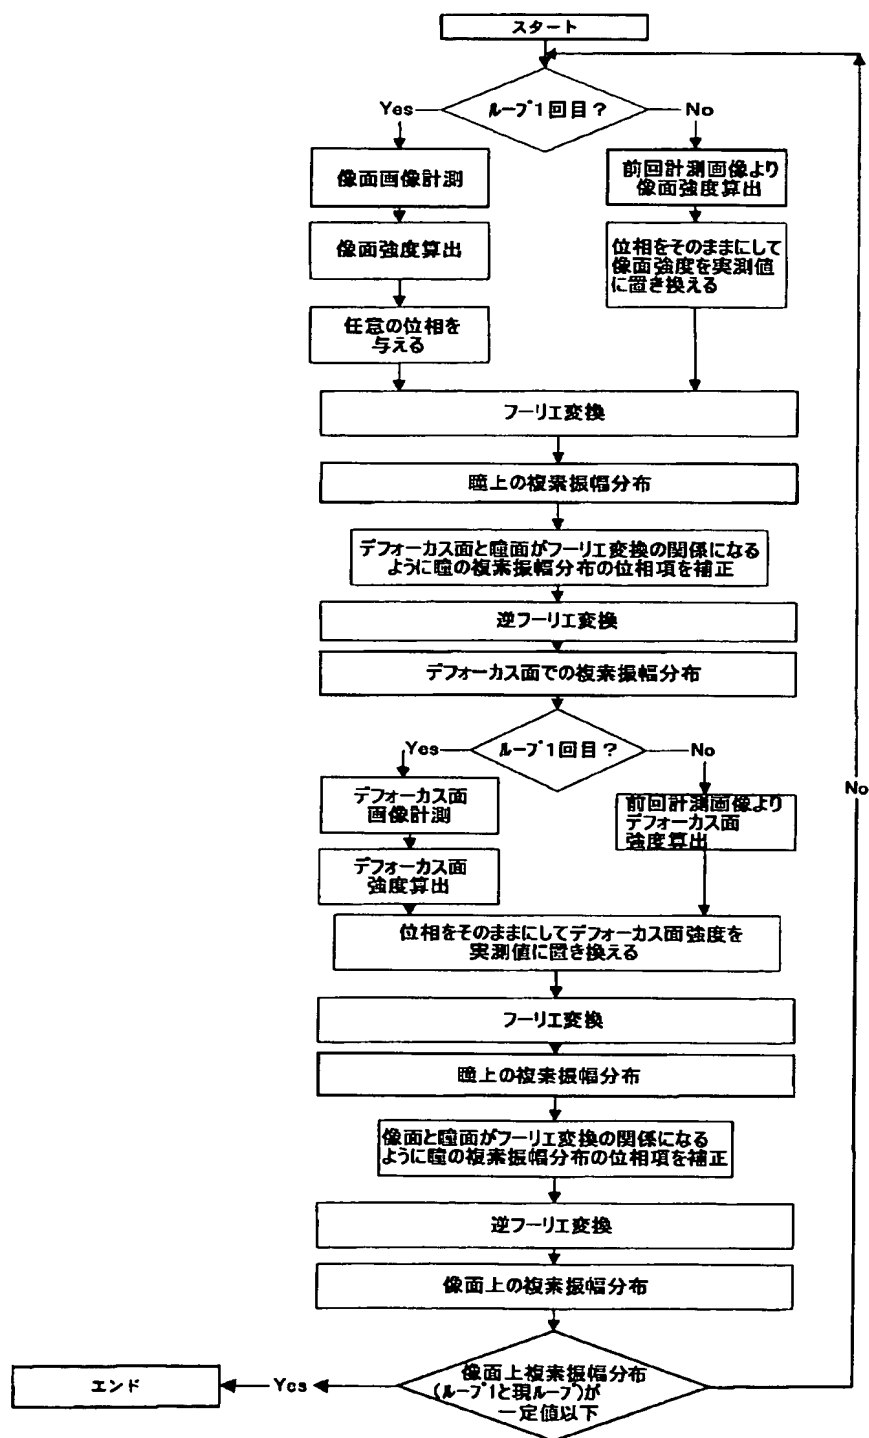 スタート
ループ1回目？
Yes
No
像面画像計測
前回計測画像より
像面強度算出
像面強度算出
位相をそのままにして
像面強度を実測値
に置き換える
任意の位相を
与える
フーリエ変換
瞳上の複素振幅分布
デフォーカス面と瞳面がフーリエ変換の関係になる
ように瞳の複素振幅分布の位相項を補正
逆フーリエ変換
デフォーカス面での複素振幅分布
ループ1回目？
Yes
No
No
デフォーカス面
画像計測
前回計測画像より
デフォーカス面
強度算出
デフォーカス面
強度算出
位相をそのままにしてデフォーカス面強度を
実測値に置き換える
フーリエ変換
瞳上の複素振幅分布
像面と瞳面がフーリエ変換の関係になる
ように瞳の複素振幅分布の位相項を補正
逆フーリエ変換
像面上の複素振幅分布
像面上複素振幅分布
(ループ1と現ループ)が
一定値以下
Yes
エンド